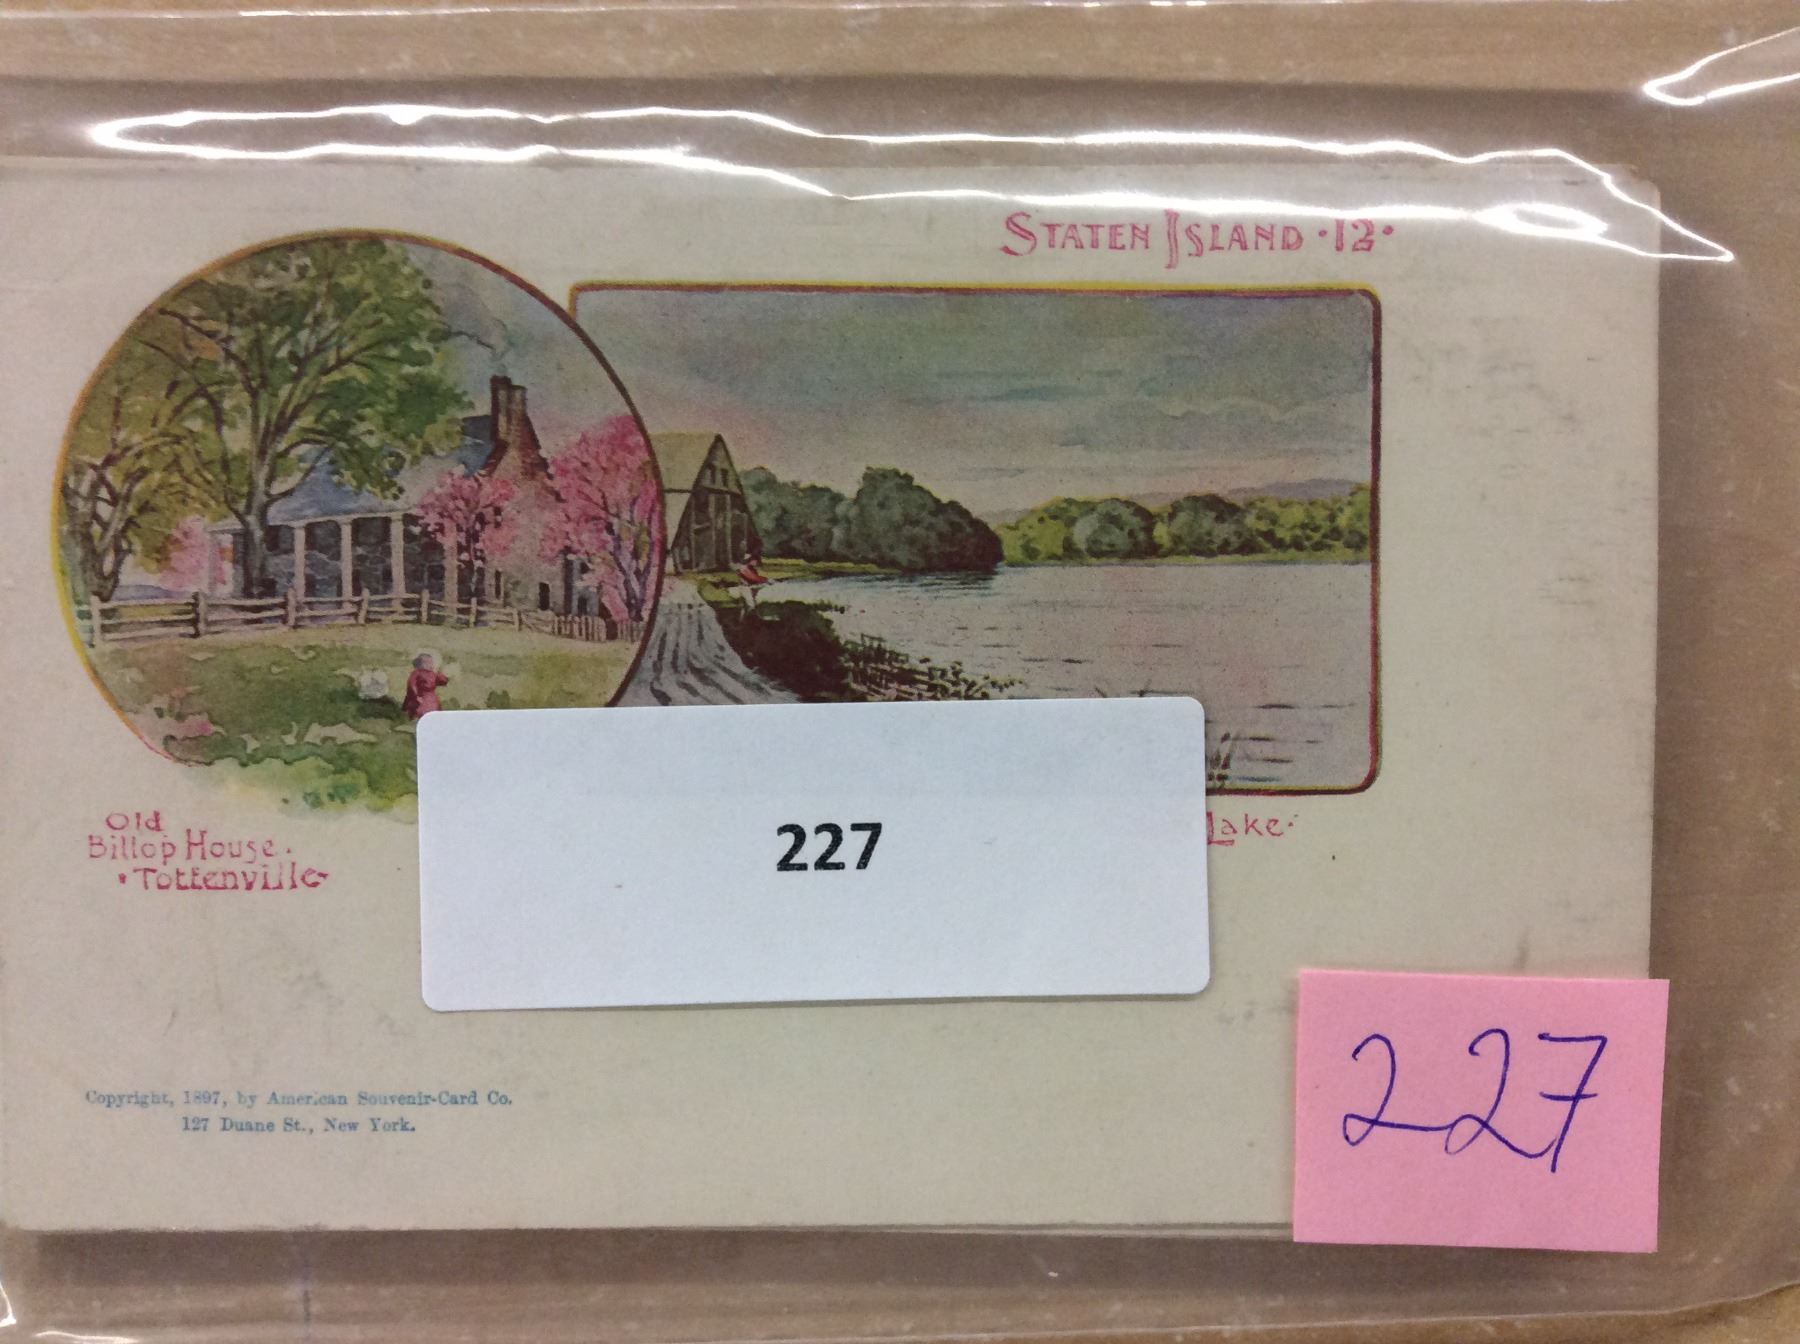 STATEN ISLAND · 12 ·
Old
Billop House ·
· Tottenville ·
Lake ·
227
Copyright, 1897, by American Souvenir-Card Co.
127 Duane St., New York.
227